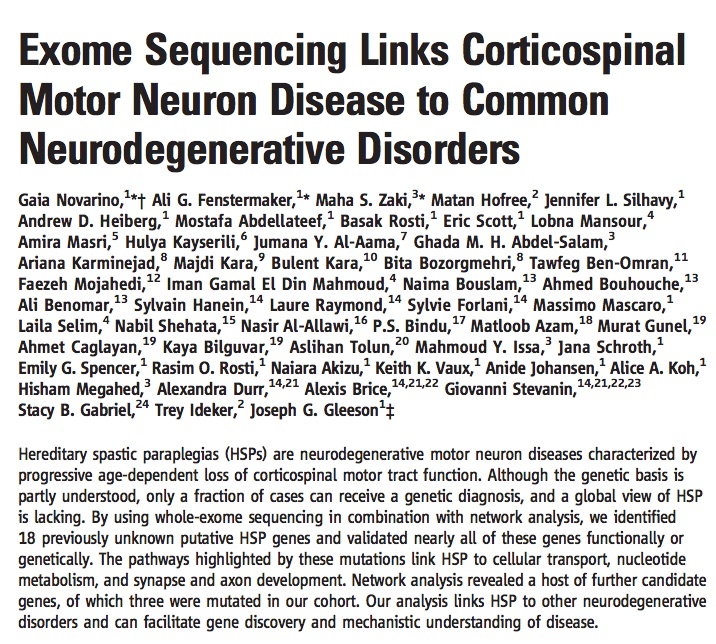 Exome Sequencing Links Corticospinal
Motor Neuron Disease to Common
Neurodegenerative Disorders
Gaia Novarino,1*† Ali G. Fenstermaker,1* Maha S. Zaki,3* Matan Hofree,2 Jennifer L. Silhavy,1
Andrew D. Heiberg,1 Mostafa Abdellateef,1 Basak Rosti,1 Eric Scott,1 Lobna Mansour,4
Amira Masri,5 Hulya Kayserili,6 Jumana Y. Al-Aama,7 Ghada M. H. Abdel-Salam,3
Ariana Karminejad,8 Majdi Kara,9 Bulent Kara,10 Bita Bozorgmehri,8 Tawfeg Ben-Omran,11
Faezeh Mojahedi,12 Iman Gamal El Din Mahmoud,4 Naima Bouslam,13 Ahmed Bouhouche,13
Ali Benomar,13 Sylvain Hanein,14 Laure Raymond,14 Sylvie Forlani,14 Massimo Mascaro,1
Laila Selim,4 Nabil Shehata,15 Nasir Al-Allawi,16 P.S. Bindu,17 Matloob Azam,18 Murat Gunel,19
Ahmet Caglayan,19 Kaya Bilguvar,19 Aslihan Tolun,20 Mahmoud Y. Issa,3 Jana Schroth,1
Emily G. Spencer,1 Rasim O. Rosti,1 Naiara Akizu,1 Keith K. Vaux,1 Anide Johansen,1 Alice A. Koh,1
Hisham Megahed,3 Alexandra Durr,14,21 Alexis Brice,14,21,22 Giovanni Stevanin,14,21,22,23
Stacy B. Gabriel,24 Trey Ideker,2 Joseph G. Gleeson1‡
Hereditary spastic paraplegias (HSPs) are neurodegenerative motor neuron diseases characterized by
progressive age-dependent loss of corticospinal motor tract function. Although the genetic basis is
partly understood, only a fraction of cases can receive a genetic diagnosis, and a global view of HSP
is lacking. By using whole-exome sequencing in combination with network analysis, we identified
18 previously unknown putative HSP genes and validated nearly all of these genes functionally or
genetically. The pathways highlighted by these mutations link HSP to cellular transport, nucleotide
metabolism, and synapse and axon development. Network analysis revealed a host of further candidate
genes, of which three were mutated in our cohort. Our analysis links HSP to other neurodegenerative
disorders and can facilitate gene discovery and mechanistic understanding of disease.